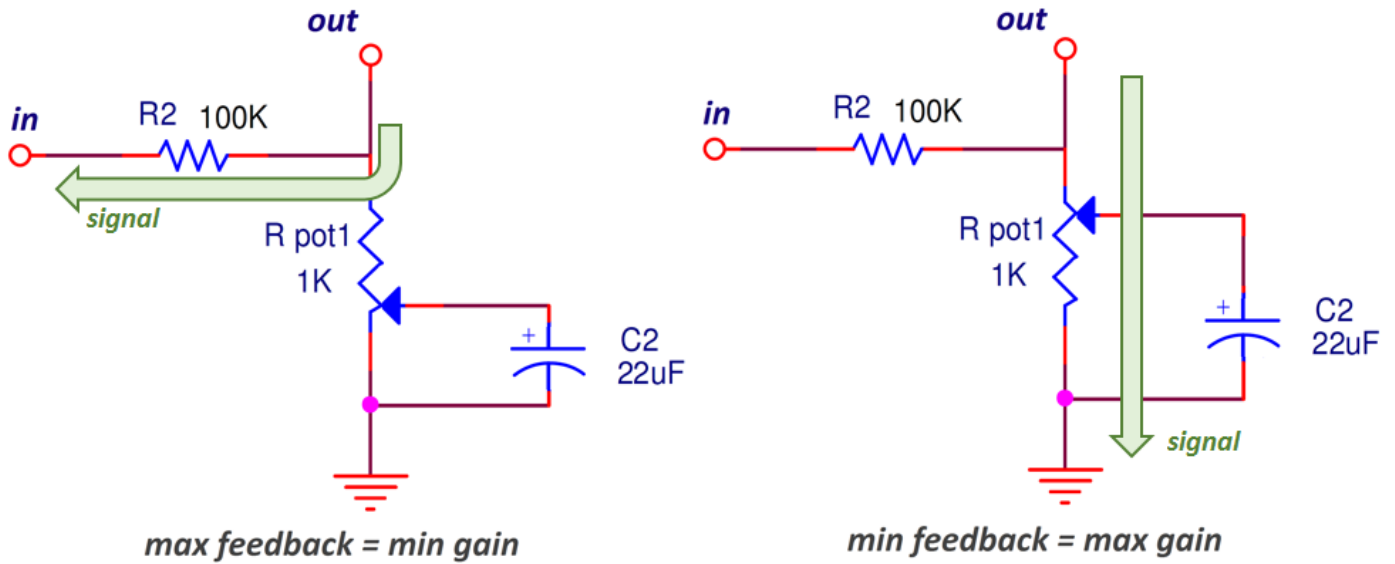 out
in
R2 100K
signal
R pot1
1K
+
C2
22uF
max feedback = min gain
out
in
R2 100K
R pot1
1K
+
C2
22uF
signal
min feedback = max gain